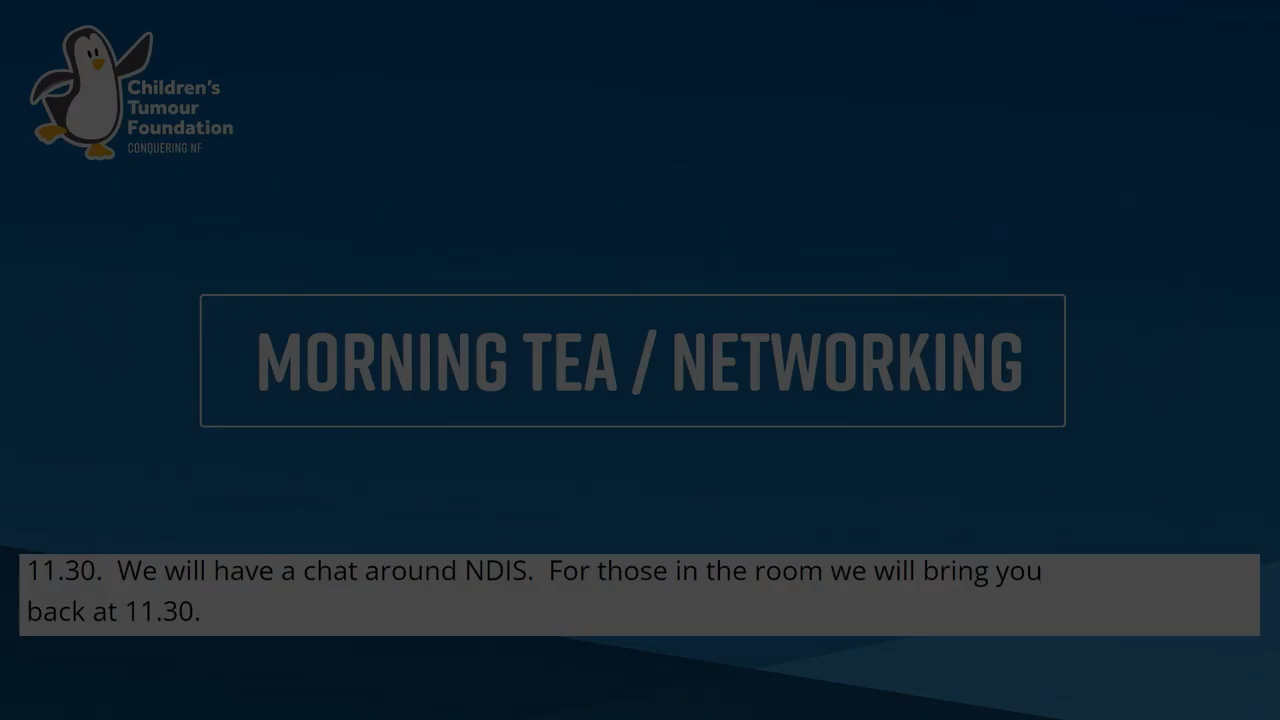 Children's
Tumour
Foundation
CONQUERING NF
MORNING TEA / NETWORKING
11.30.  We will have a chat around NDIS.  For those in the room we will bring you
back at 11.30.